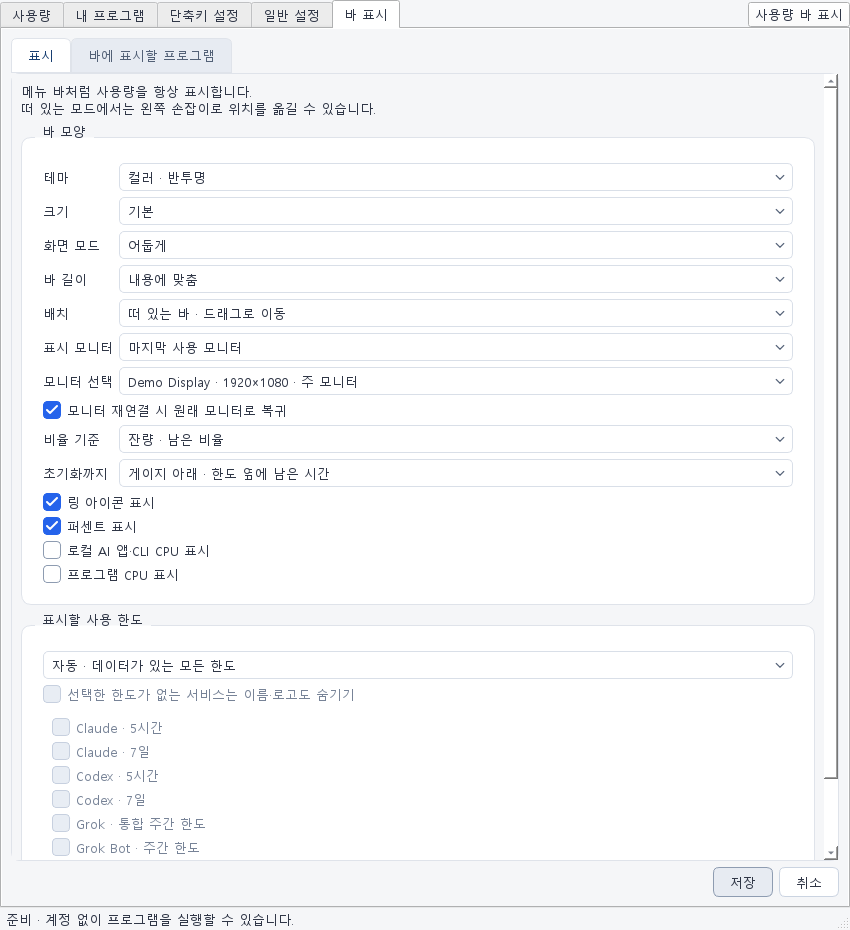 사용량
내 프로그램
단축키 설정
일반 설정
바 표시
사용량 바 표시
표시
바에 표시할 프로그램
메뉴 바처럼 사용량을 항상 표시합니다.
떠 있는 모드에서는 왼쪽 손잡이로 위치를 옮길 수 있습니다.
바 모양
테마 컬러 · 반투명
크기 기본
화면 모드 어둡게
바 길이 내용에 맞춤
배치 떠 있는 바 · 드래그로 이동
표시 모니터 마지막 사용 모니터
모니터 선택 Demo Display · 1920×1080 · 주 모니터
모니터 재연결 시 원래 모니터로 복귀
비율 기준 잔량 · 남은 비율
초기화까지 게이지 아래 · 한도 옆에 남은 시간
링 아이콘 표시
퍼센트 표시
로컬 AI 앱·CLI CPU 표시
프로그램 CPU 표시
표시할 사용 한도
자동 · 데이터가 있는 모든 한도
선택한 한도가 없는 서비스는 이름·로고도 숨기기
Claude · 5시간
Claude · 7일
Codex · 5시간
Codex · 7일
Grok · 통합 주간 한도
Grok Bot · 주간 한도
저장
취소
준비 · 계정 없이 프로그램을 실행할 수 있습니다.